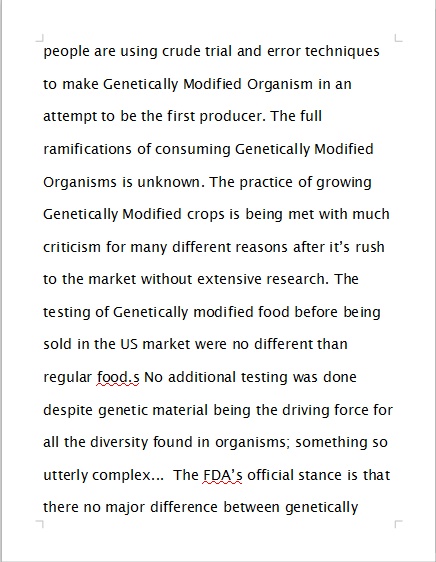 people are using crude trial and error techniques
to make Genetically Modified Organism in an
attempt to be the first producer. The full
ramifications of consuming Genetically Modified
Organisms is unknown. The practice of growing
Genetically Modified crops is being met with much
criticism for many different reasons after it’s rush
to the market without extensive research. The
testing of Genetically modified food before being
sold in the US market were no different than
regular food.s No additional testing was done
despite genetic material being the driving force for
all the diversity found in organisms; something so
utterly complex...  The FDA’s official stance is that
there no major difference between genetically